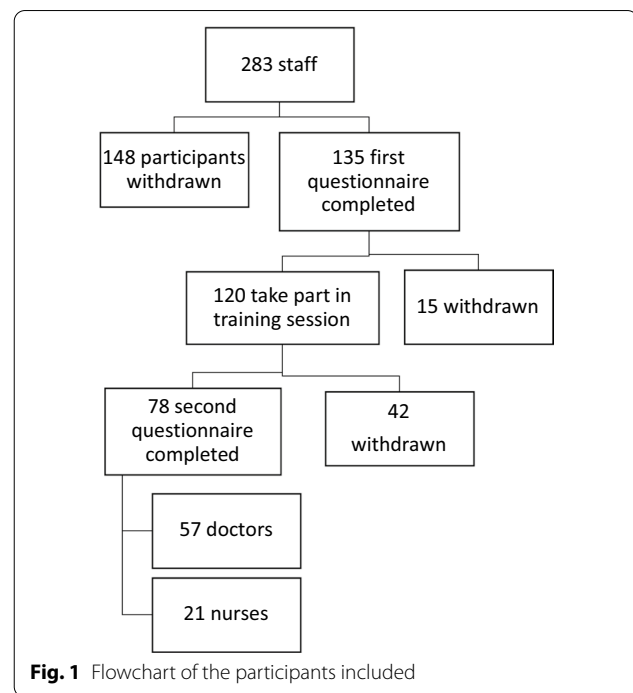 283 staff
148 participants
withdrawn
135 first
questionnaire
completed
120 take part in
training session
15 withdrawn
78 second
questionnaire
completed
42
withdrawn
57 doctors
21 nurses
Fig. 1 Flowchart of the participants included